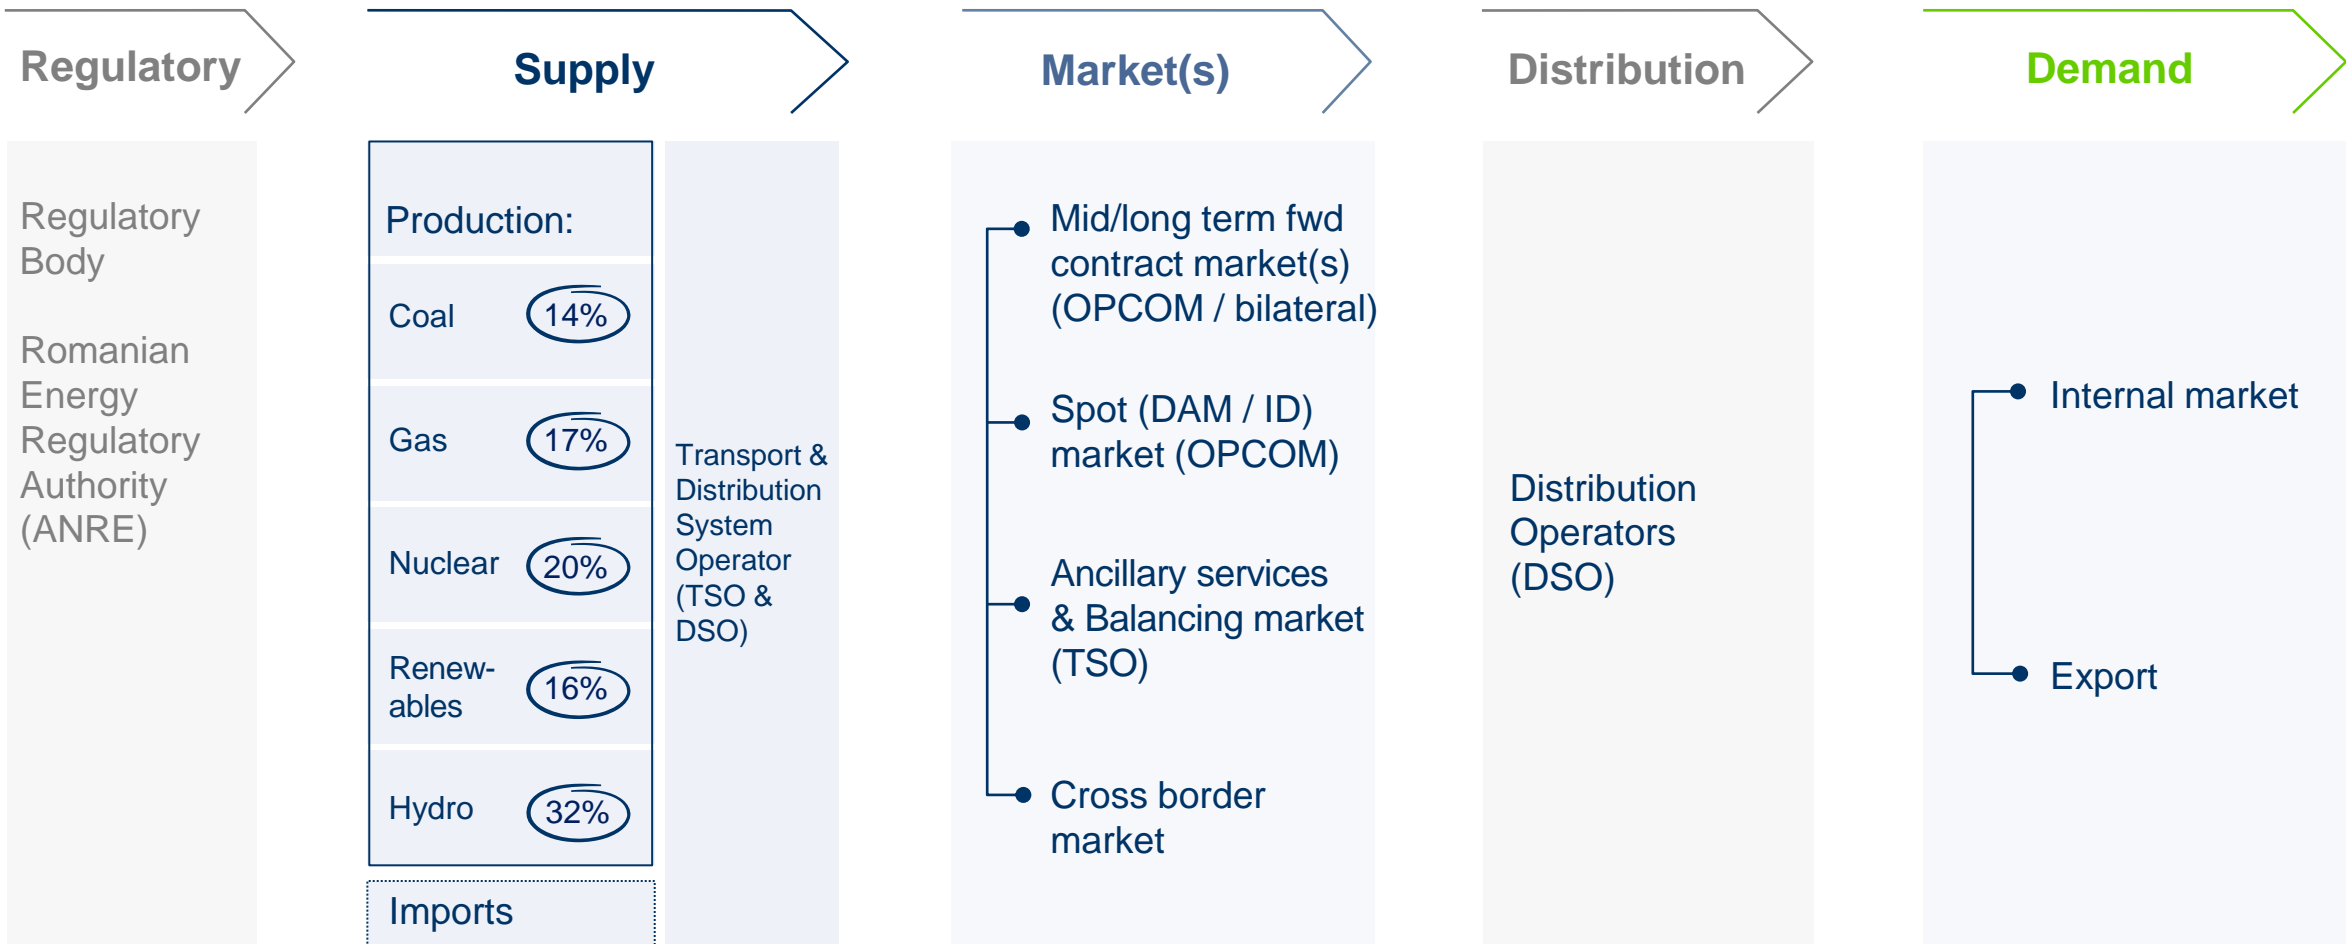 Regulatory
Supply
Market(s)
Distribution
Demand
Regulatory
Body
Romanian
Energy
Regulatory
Authority
(ANRE)
Production:
Coal 14%
Gas 17%
Nuclear 20%
Renew-
ables 16%
Hydro 32%
Imports
Transport &
Distribution
System
Operator
(TSO &
DSO)
Mid/long term fwd
contract market(s)
(OPCOM / bilateral)
Spot (DAM / ID)
market (OPCOM)
Ancillary services
& Balancing market
(TSO)
Cross border
market
Distribution
Operators
(DSO)
Internal market
Export